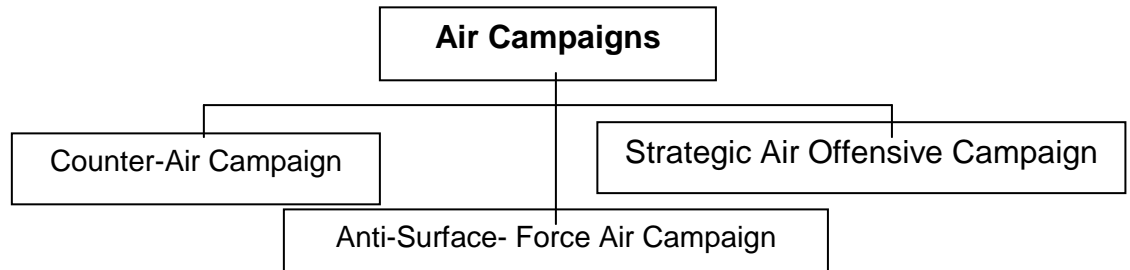 Air Campaigns
Counter-Air Campaign
Strategic Air Offensive Campaign
Anti-Surface- Force Air Campaign